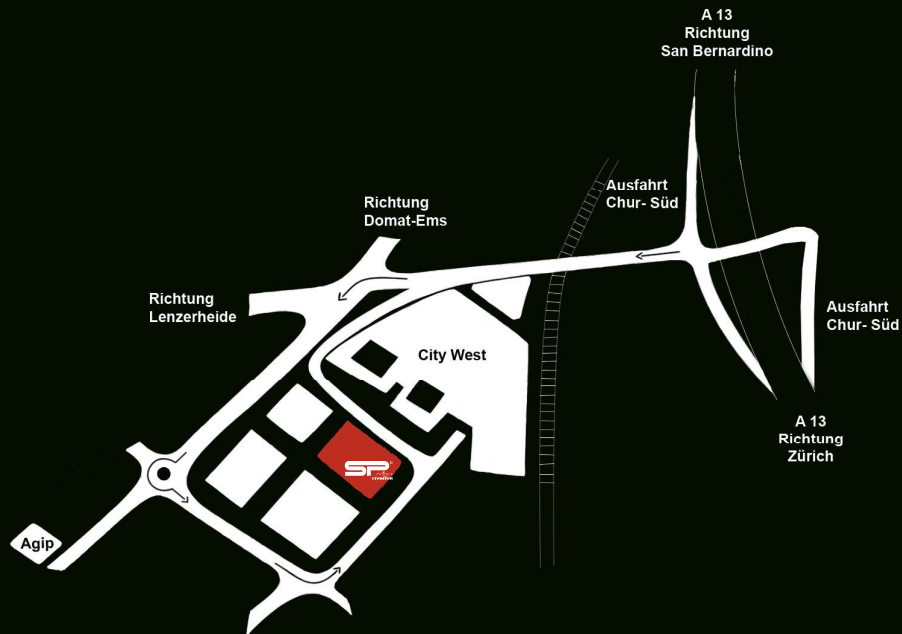 A 13
Richtung
San Bernardino
Ausfahrt
Chur- Süd
Richtung
Domat-Ems
Richtung
Lenzerheide
Ausfahrt
Chur- Süd
City West
A 13
Richtung
Zürich
SP
creation
Agip